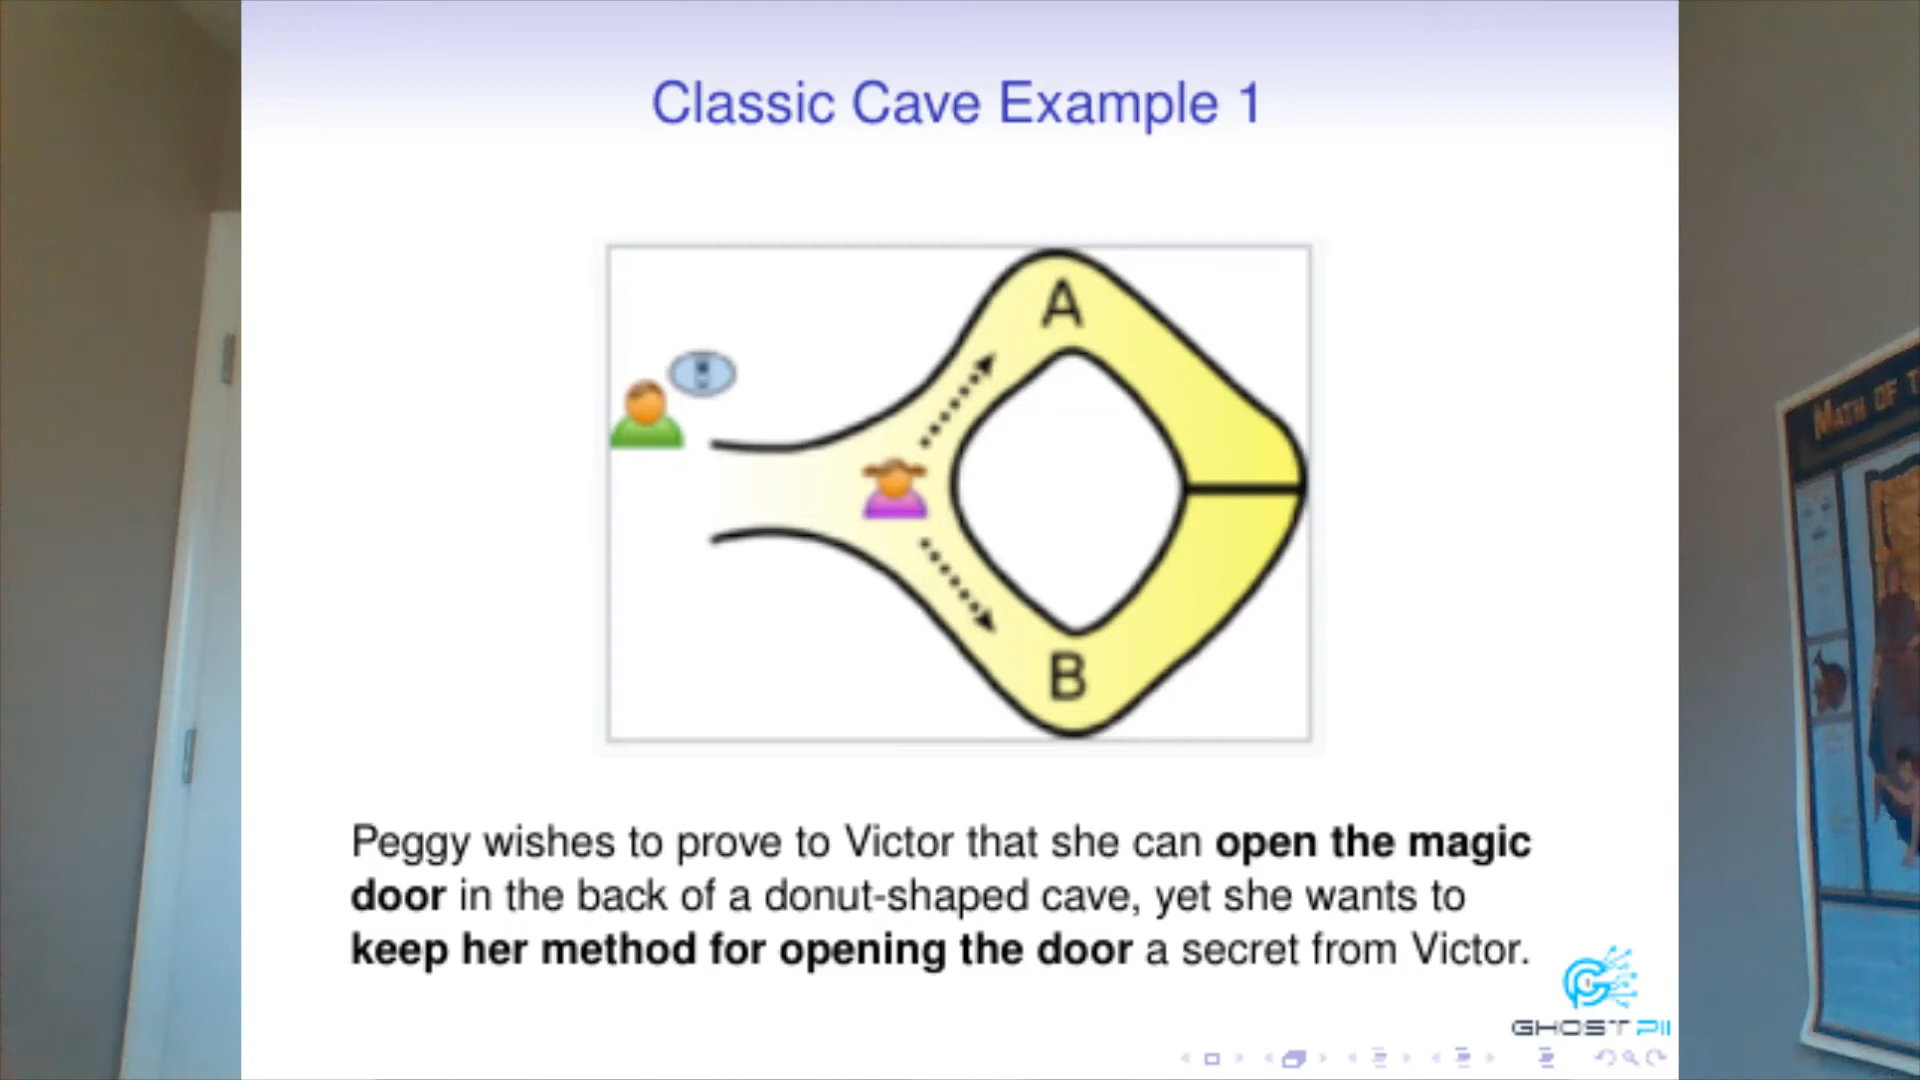 Classic Cave Example 1
A
B
Peggy wishes to prove to Victor that she can open the magic
door in the back of a donut-shaped cave, yet she wants to
keep her method for opening the door a secret from Victor.
GHOST PII
MATH OF T